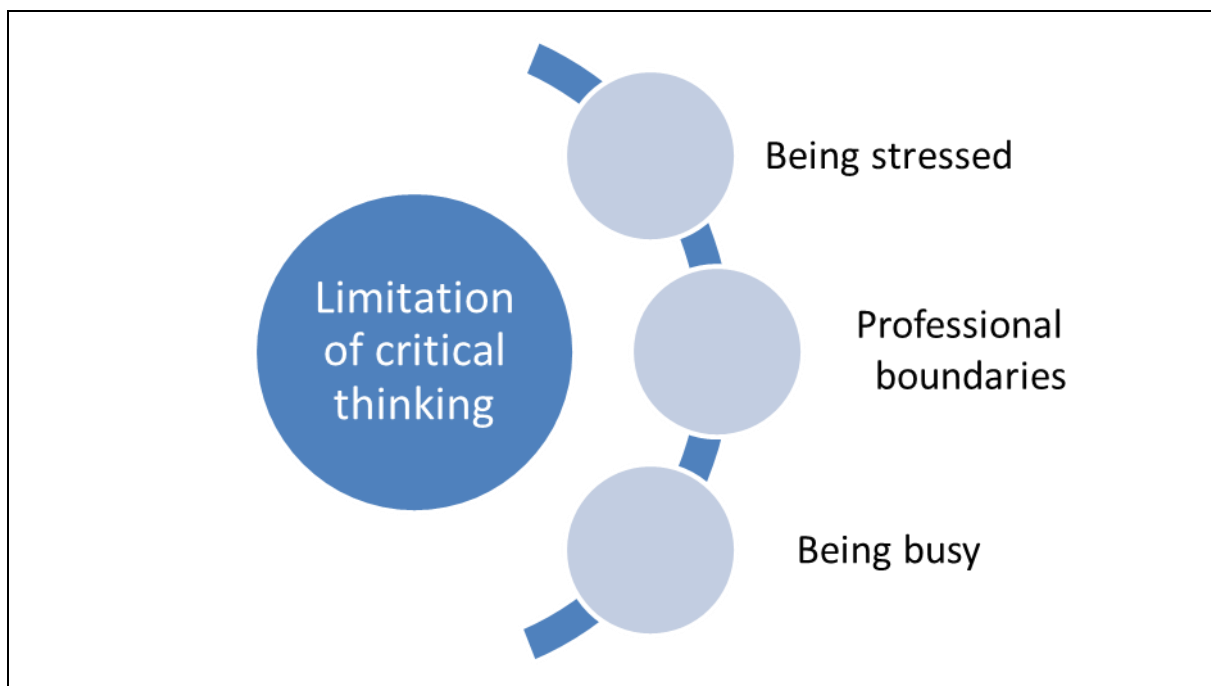 Limitation
of critical
thinking
Being stressed
Professional
boundaries
Being busy